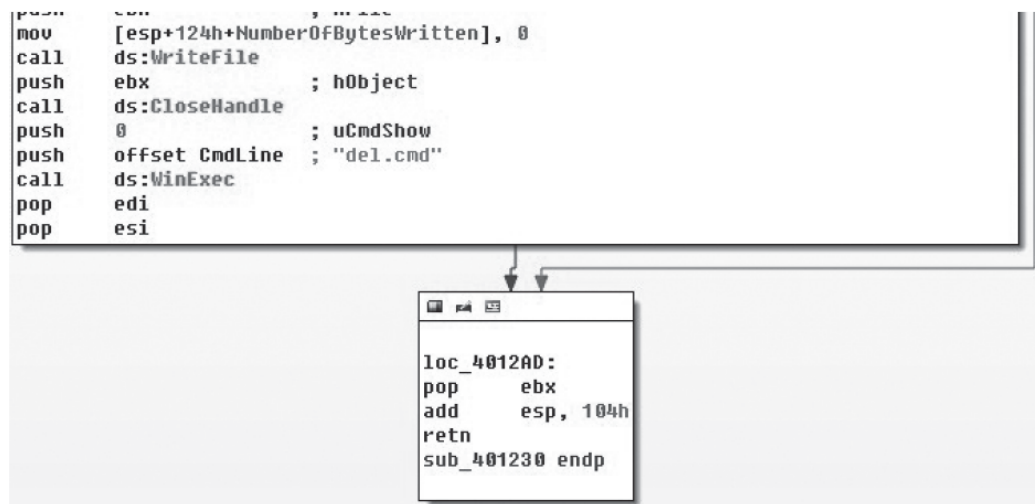 mov [esp+124h+NumberOfBytesWritten], 0
call ds:WriteFile
push ebx ; hObject
call ds:CloseHandle
push 0 ; uCmdShow
push offset CmdLine ; "del.cmd"
call ds:WinExec
pop edi
pop esi
loc_4012AD:
pop ebx
add esp, 104h
retn
sub_401230 endp